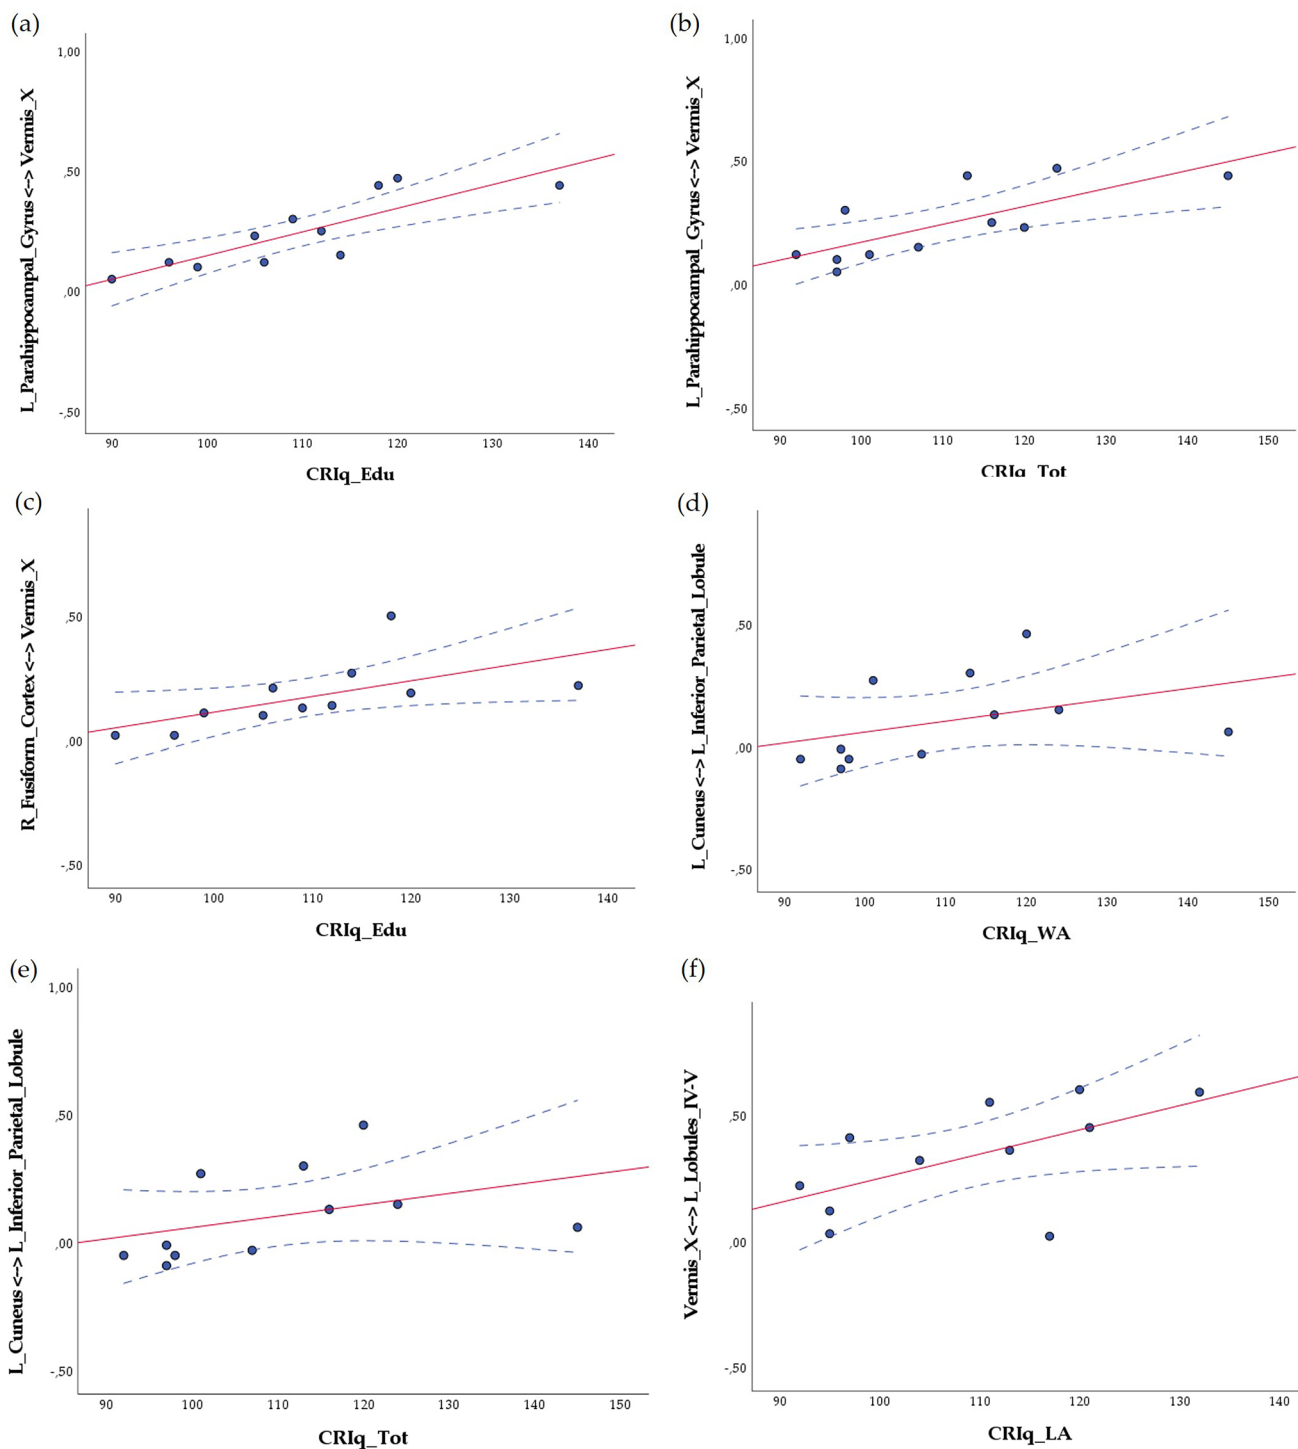 (a)
1,00
,50
,00
-,50
L_Parahippocampal_Gyrus <--> Vermis_X
90 100 110 120 130 140
CRIq_Edu
(b)
1,00
,50
,00
-,50
L_Parahippocampal_Gyrus <--> Vermis_X
90 100 110 120 130 140 150
CRIq_Tot
(c)
,50
,00
-,50
R_Fusiform_Cortex <--> Vermis_X
90 100 110 120 130 140
CRIq_Edu
(d)
,50
,00
-,50
L_Cuneus <--> L_Inferior_Parietal_Lobule
90 100 110 120 130 140 150
CRIq_WA
(e)
1,00
,50
,00
-,50
L_Cuneus <--> L_Inferior_Parietal_Lobule
90 100 110 120 130 140 150
CRIq_Tot
(f)
,50
,00
-,50
Vermis_X <--> L_Lobules_IV-V
90 100 110 120 130 140
CRIq_LA